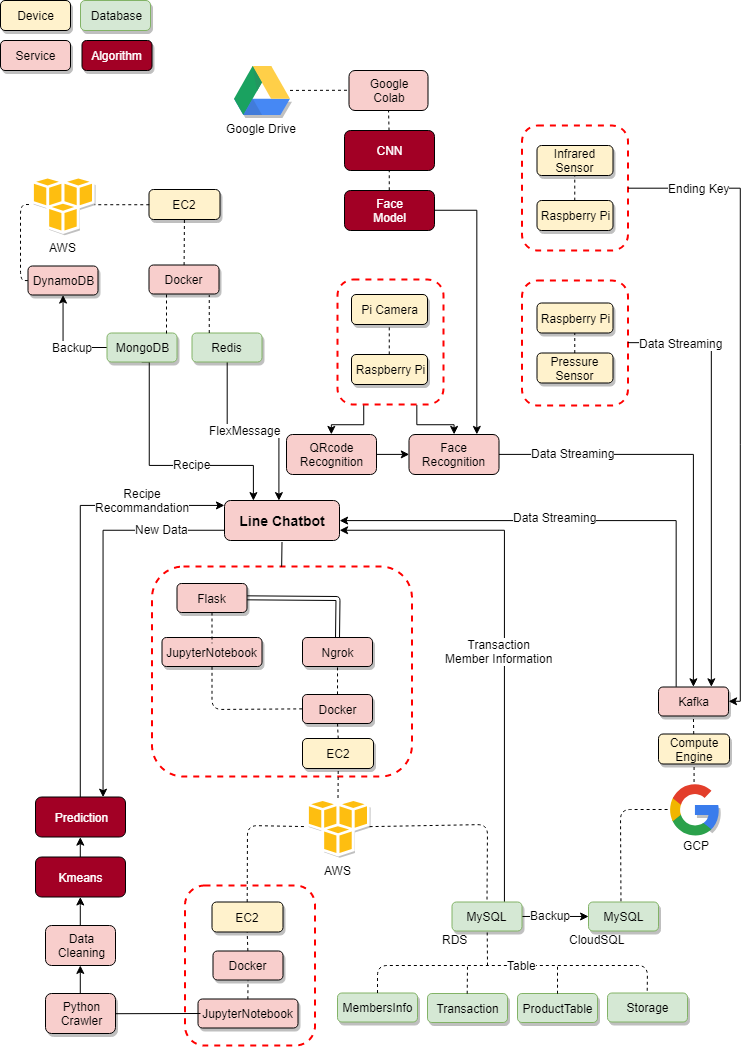 Device
Database
Service
Algorithm
Google
Colab
Google Drive
CNN
Face
Model
Infrared
Sensor
Ending Key
Raspberry Pi
EC2
AWS
DynamoDB
Docker
Pi Camera
Raspberry Pi
Raspberry Pi
Data Streaming
Pressure
Sensor
Backup
MongoDB
Redis
FlexMessage
Recipe
QRcode
Recognition
Face
Recognition
Data Streaming
Recipe
Recommandation
New Data
Line Chatbot
Data Streaming
Flask
JupyterNotebook
Ngrok
Docker
EC2
Transaction
Member Information
Kafka
Compute
Engine
GCP
Prediction
Kmeans
AWS
EC2
Docker
JupyterNotebook
Data
Cleaning
Python
Crawler
MySQL
RDS
Backup
MySQL
CloudSQL
Table
MembersInfo
Transaction
ProductTable
Storage